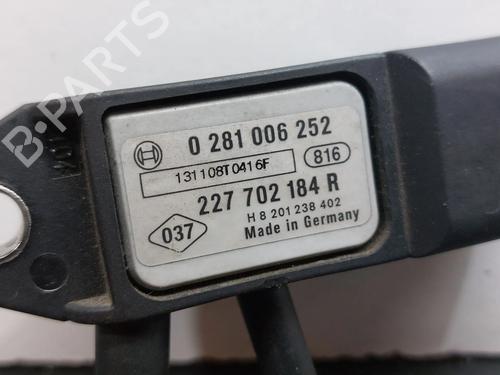 B-PARTS
0 281 006 252
131108T0416F
816
227 702 184 R
037
H 8 201 238 402
Made in Germany